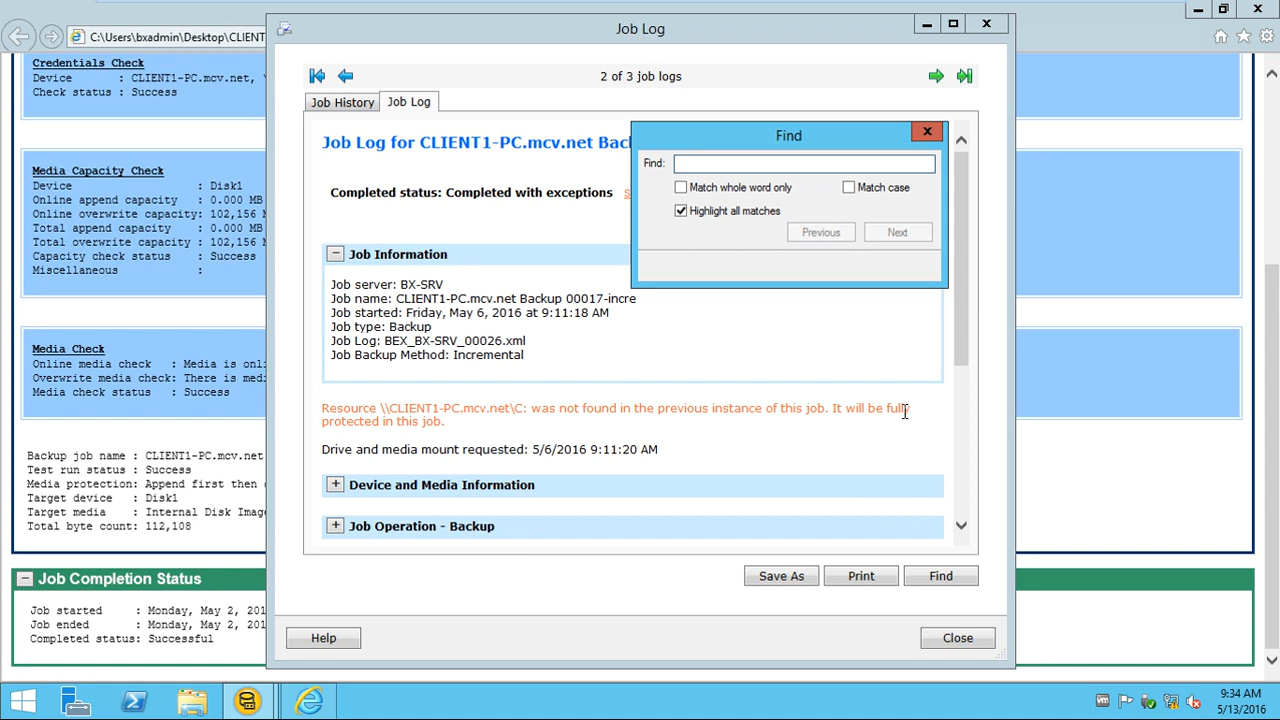 Job Log
C:\Users\bxadmin\Desktop\CLIENT
2 of 3 job logs
Job History
Job Log
Credentials Check
Device : CLIENT1-PC.mcv.net,
Check status : Success
Media Capacity Check
Device : Disk1
Online append capacity : 0.000 MB
Online overwrite capacity : 102,156 M
Total append capacity : 0.000 MB
Total overwrite capacity : 102,156 M
Capacity check status : Success
Miscellaneous :
Media Check
Online media check : Media is onli
Overwrite media check: There is medi
Media check status : Success
Backup job name : CLIENT1-PC.mcv.net
Test run status : Success
Media protection: Append first then
Target device : Disk1
Target media : Internal Disk Imag
Total byte count: 112,108
Job Completion Status
Job started : Monday, May 2, 201
Job ended : Monday, May 2, 201
Completed status: Successful
Job Log for CLIENT1-PC.mcv.net Bac
Completed status: Completed with exceptions
Job Information
Job server: BX-SRV
Job name: CLIENT1-PC.mcv.net Backup 00017-incre
Job started: Friday, May 6, 2016 at 9:11:18 AM
Job type: Backup
Job Log: BEX_BX-SRV_00026.xml
Job Backup Method: Incremental
Resource \\CLIENT1-PC.mcv.net\C: was not found in the previous instance of this job. It will be fully
protected in this job.
Drive and media mount requested: 5/6/2016 9:11:20 AM
Device and Media Information
Job Operation - Backup
Find
Find:
Match whole word only
Match case
Highlight all matches
Previous
Next
Save As
Print
Find
Help
Close
9:34 AM
5/13/2016